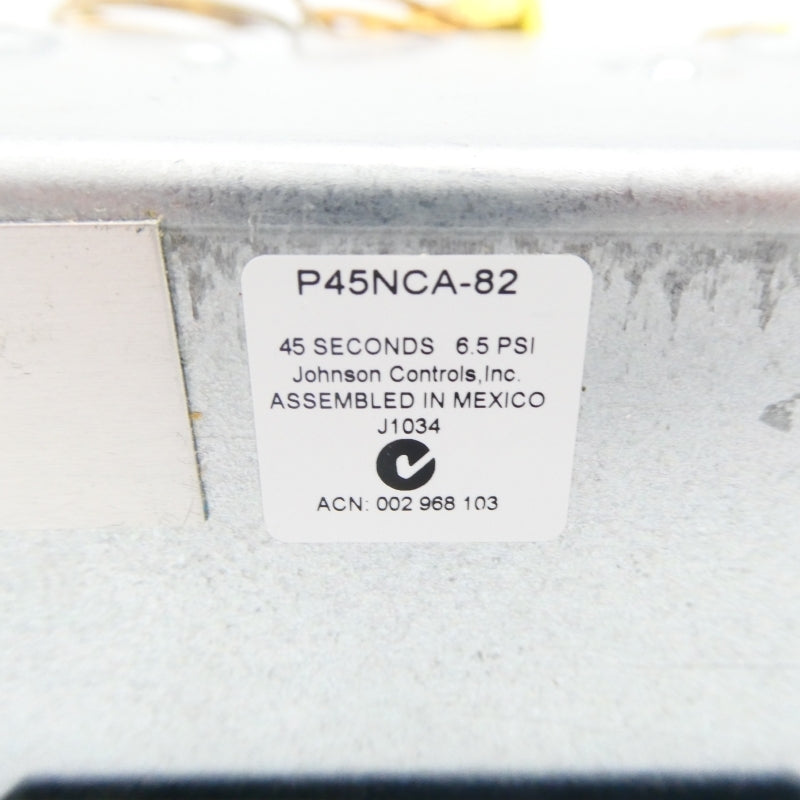 P45NCA-82
45 SECONDS 6.5 PSI
Johnson Controls,Inc.
ASSEMBLED IN MEXICO
J1034
ACN: 002 968 103